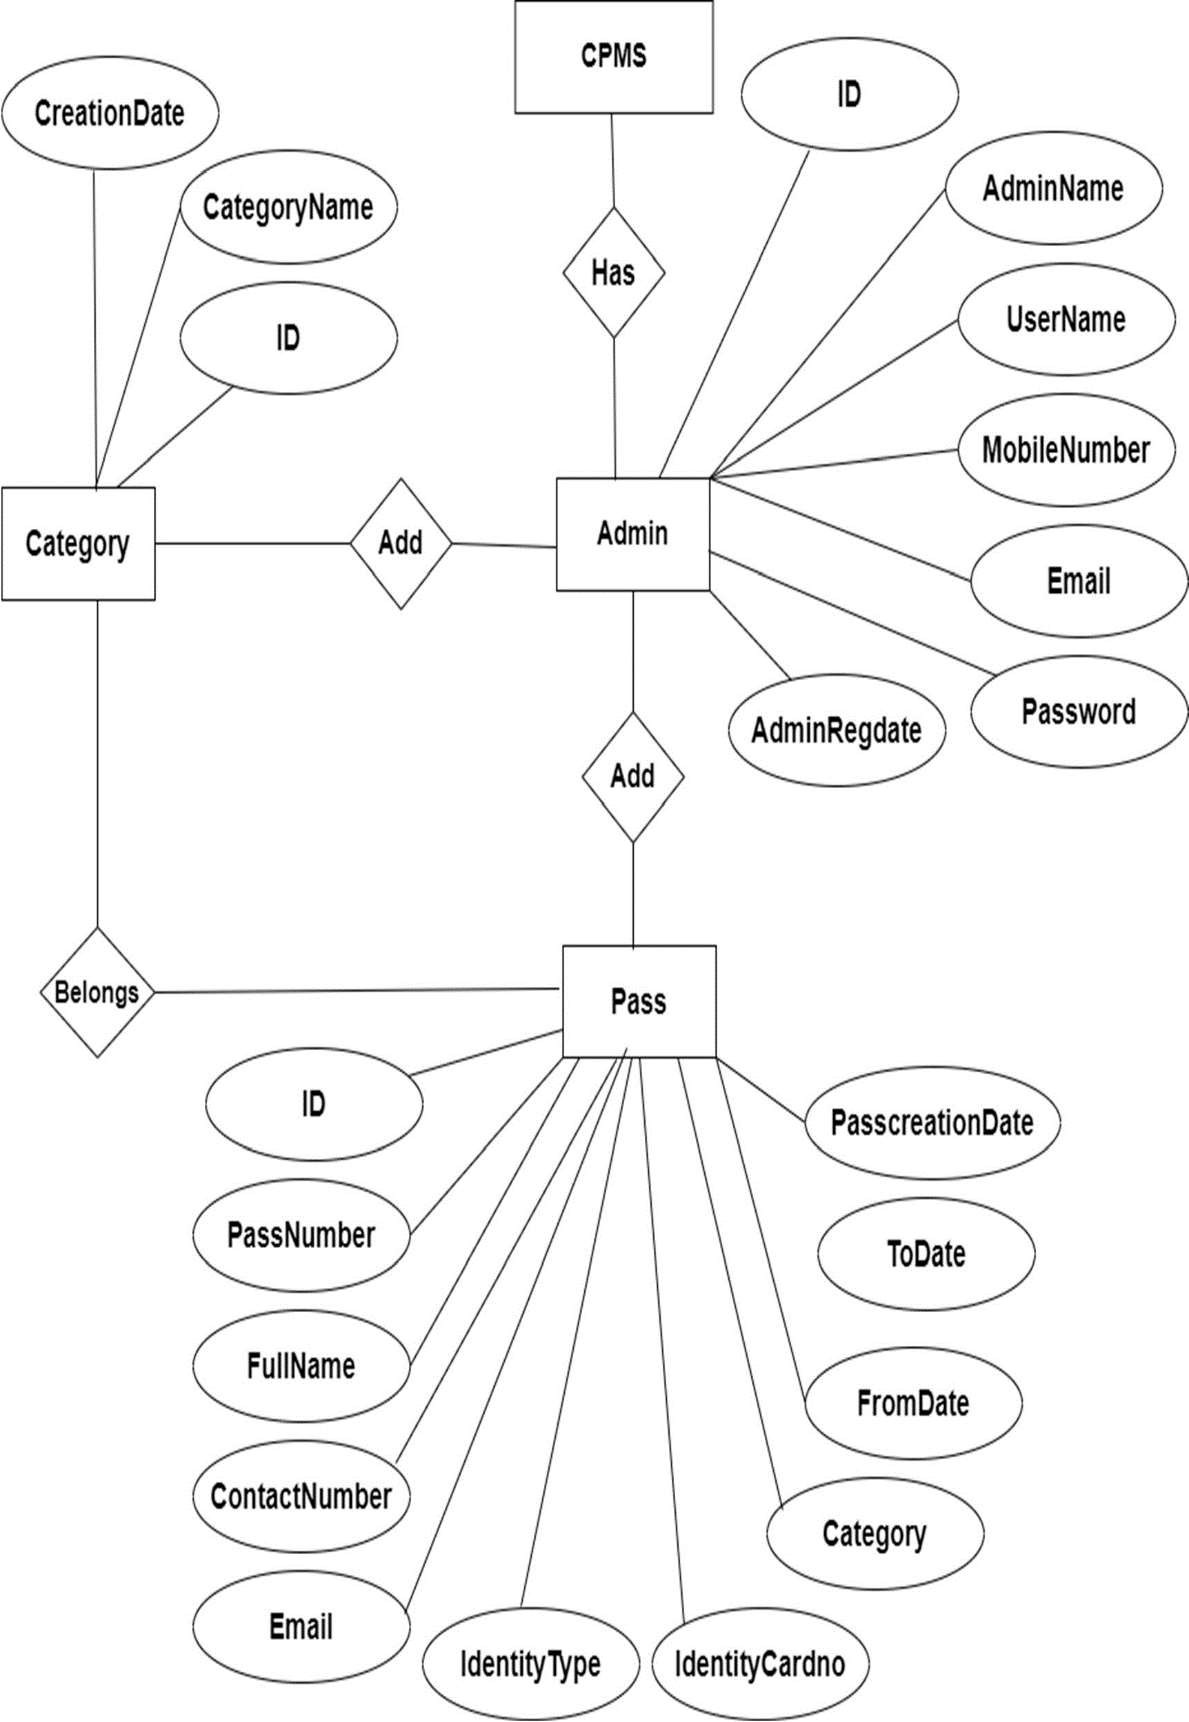 CPMS
ID
CreationDate
AdminName
CategoryName
Has
UserName
ID
MobileNumber
Category
Add
Admin
Email
Password
AdminRegdate
Add
Belongs
Pass
ID
PasscreationDate
PassNumber
ToDate
FullName
FromDate
ContactNumber
Category
Email
IdentityType
IdentityCardno